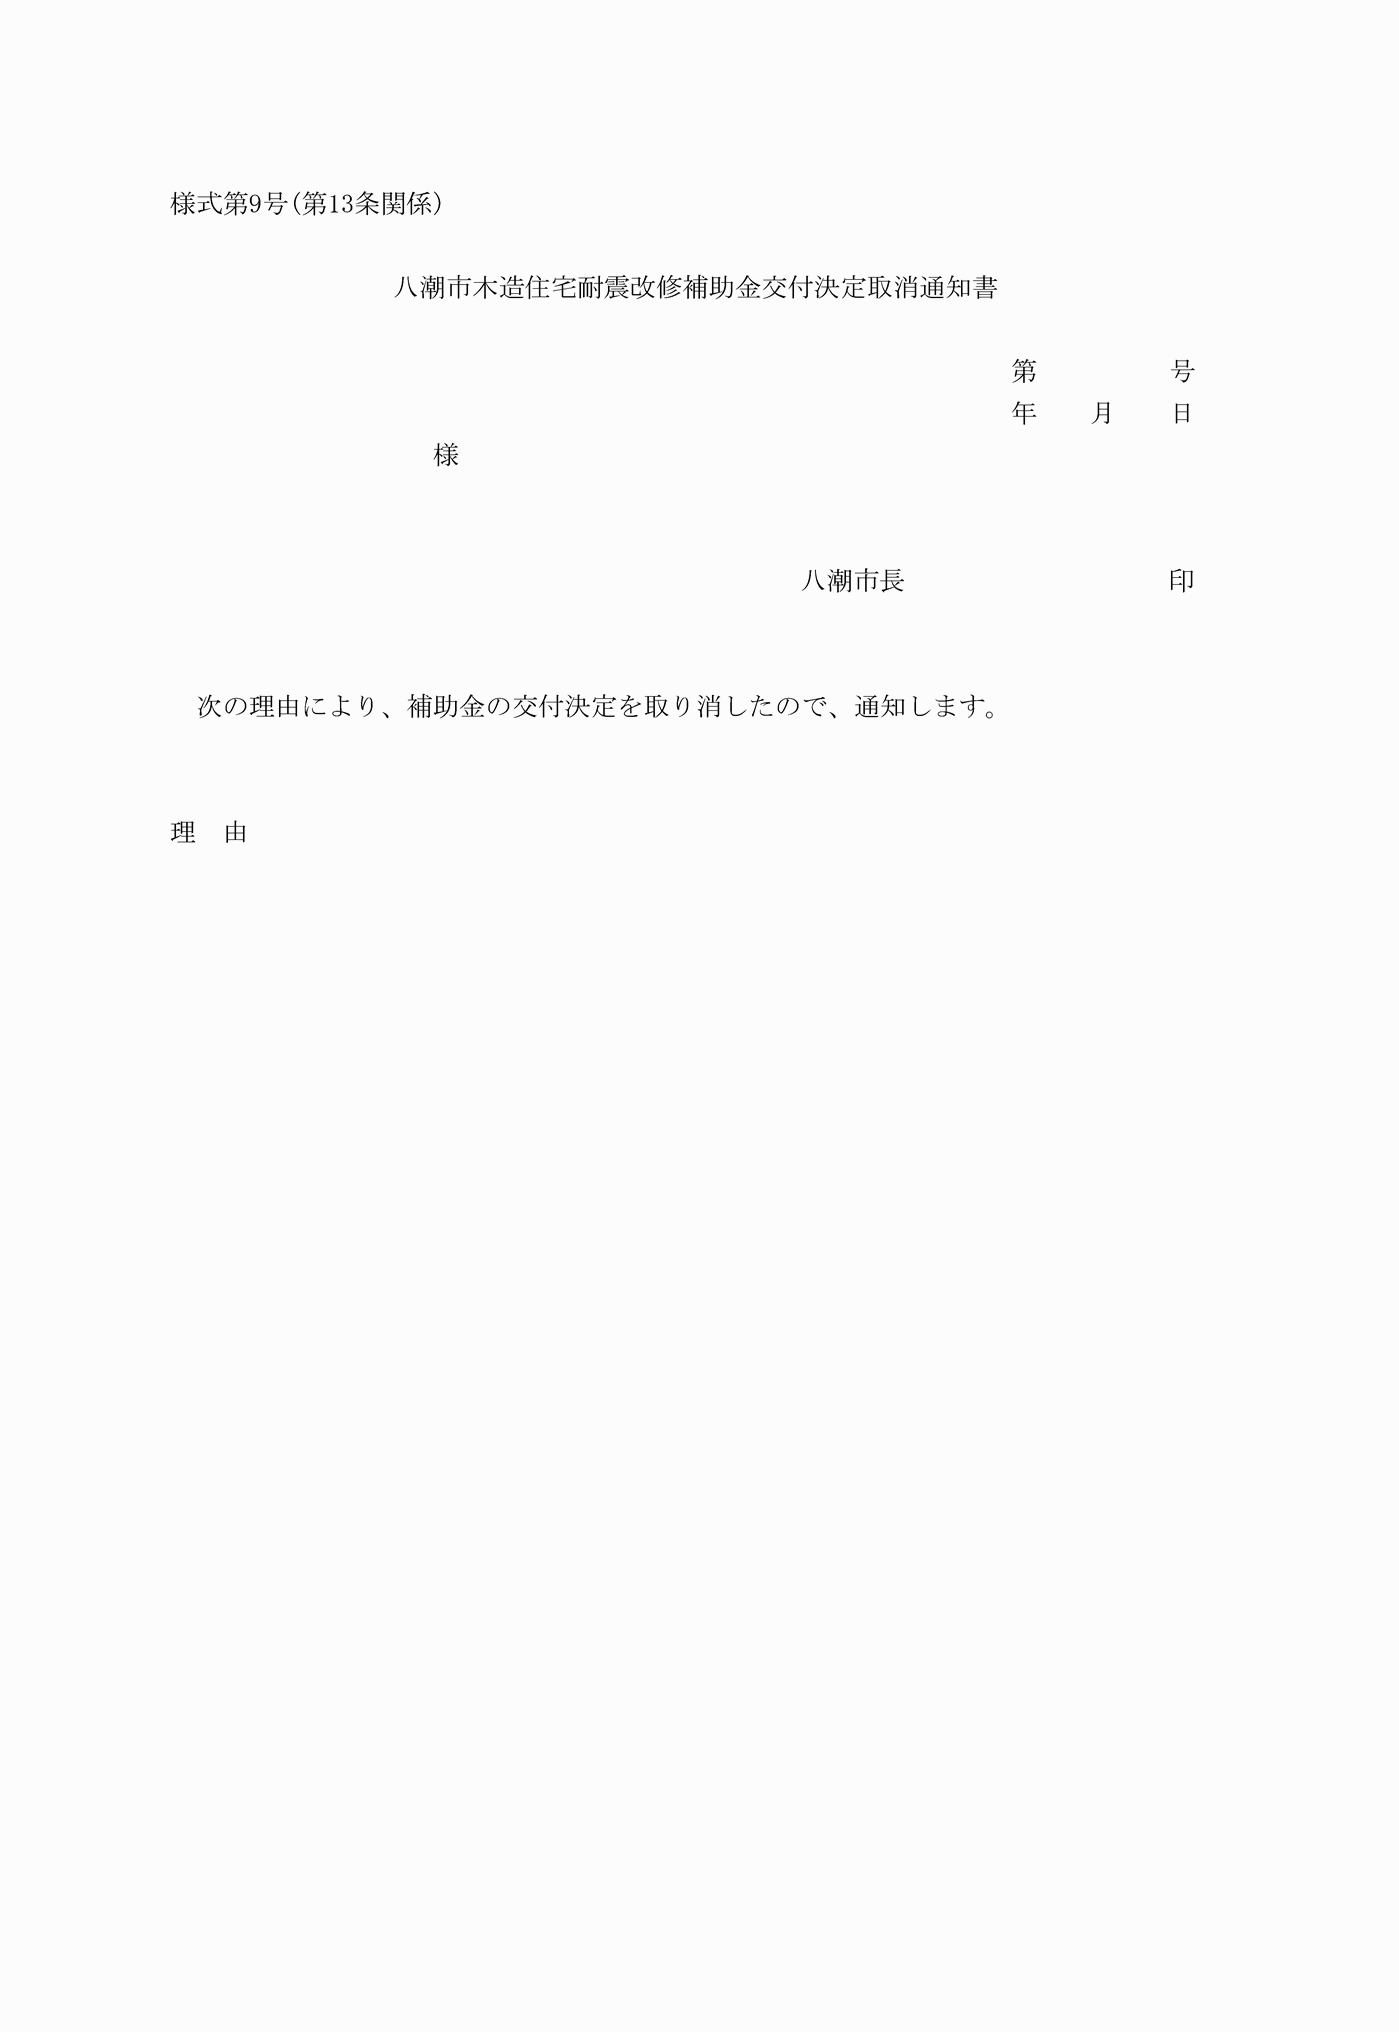 様式第9号(第13条関係)
八潮市木造住宅耐震改修補助金交付決定取消通知書
第　　　　　号
年　　月　　日
様
八潮市長　　　　　　　　　　印
次の理由により、補助金の交付決定を取り消したので、通知します。
理　由